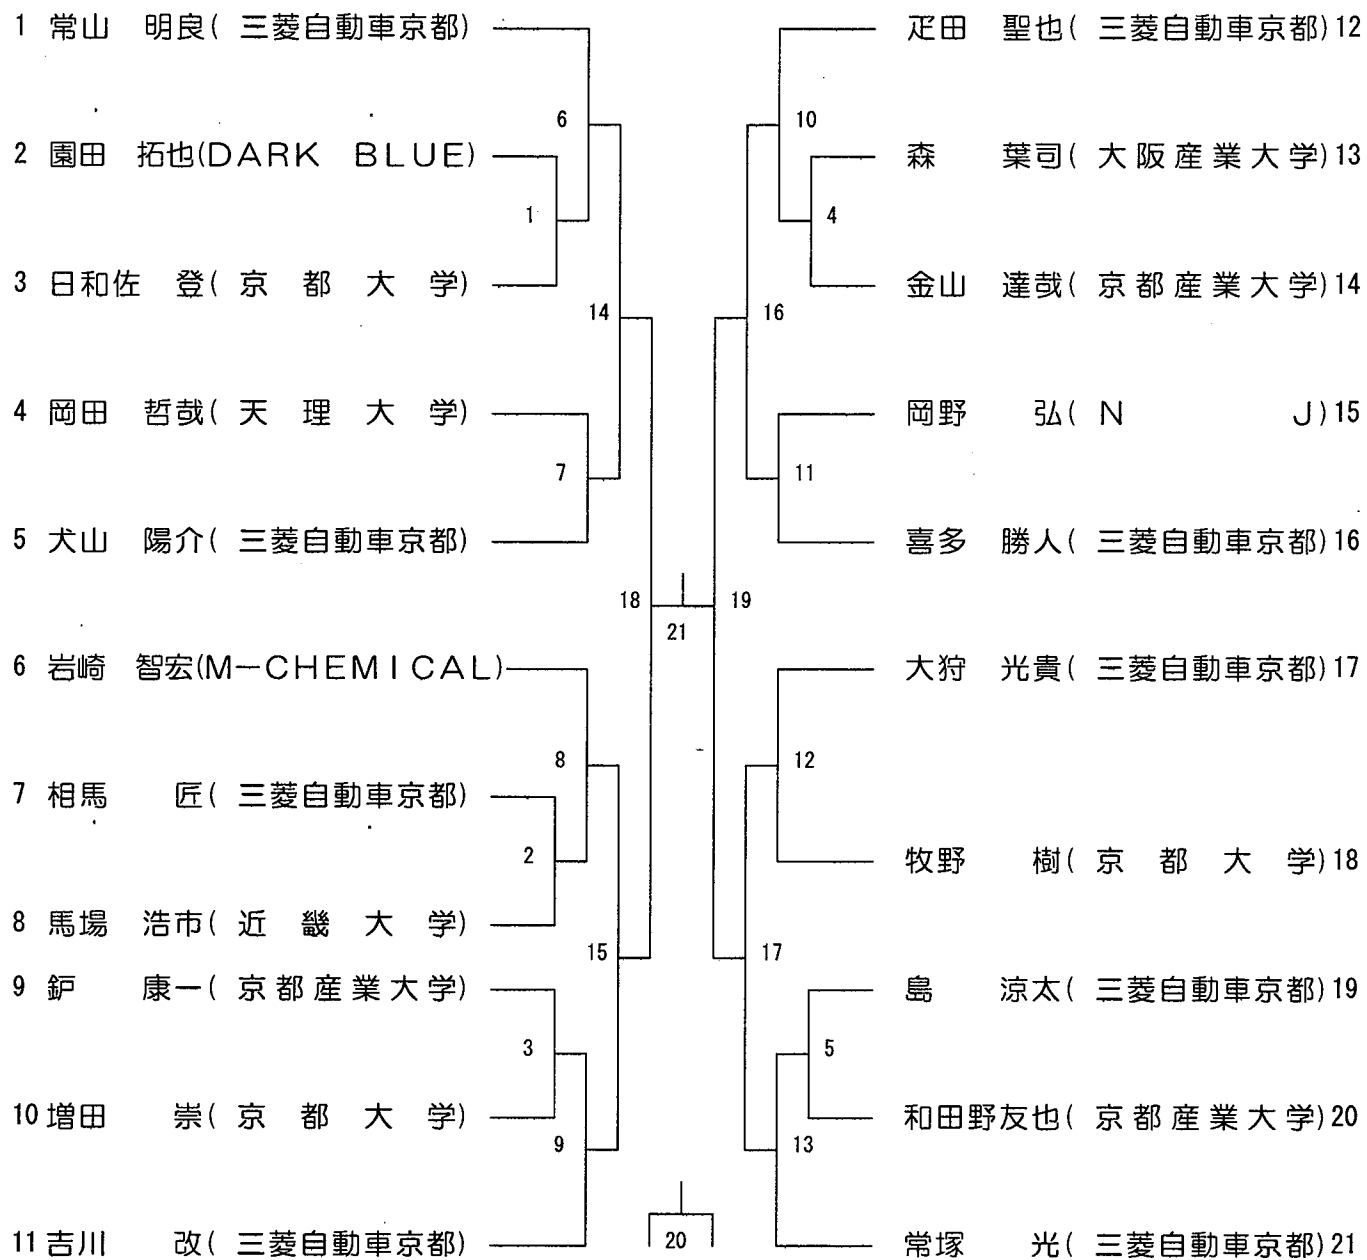 1 常山 明良( 三菱自動車京都)
6
2 園田 拓也(DARK BLUE)
1
3 日和佐 登( 京都大学)
14
4 岡田 哲哉( 天理大学)
7
5 犬山 陽介( 三菱自動車京都)
18
6 岩崎 智宏(M-CHEMICAL)
8
7 相馬 匠( 三菱自動車京都)
2
8 馬場 浩市( 近畿大学)
15
9 鈩 康一( 京都産業大学)
3
10 増田 崇( 京都大学)
9
11 吉川 改( 三菱自動車京都)
21
20
疋田 聖也( 三菱自動車京都) 12
10
森 葉司( 大阪産業大学) 13
4
金山 達哉( 京都産業大学) 14
16
岡野 弘( N J) 15
11
喜多 勝人( 三菱自動車京都) 16
19
大狩 光貴( 三菱自動車京都) 17
12
牧野 樹( 京都大学) 18
17
島 涼太( 三菱自動車京都) 19
5
和田野友也( 京都産業大学) 20
13
常塚 光( 三菱自動車京都) 21